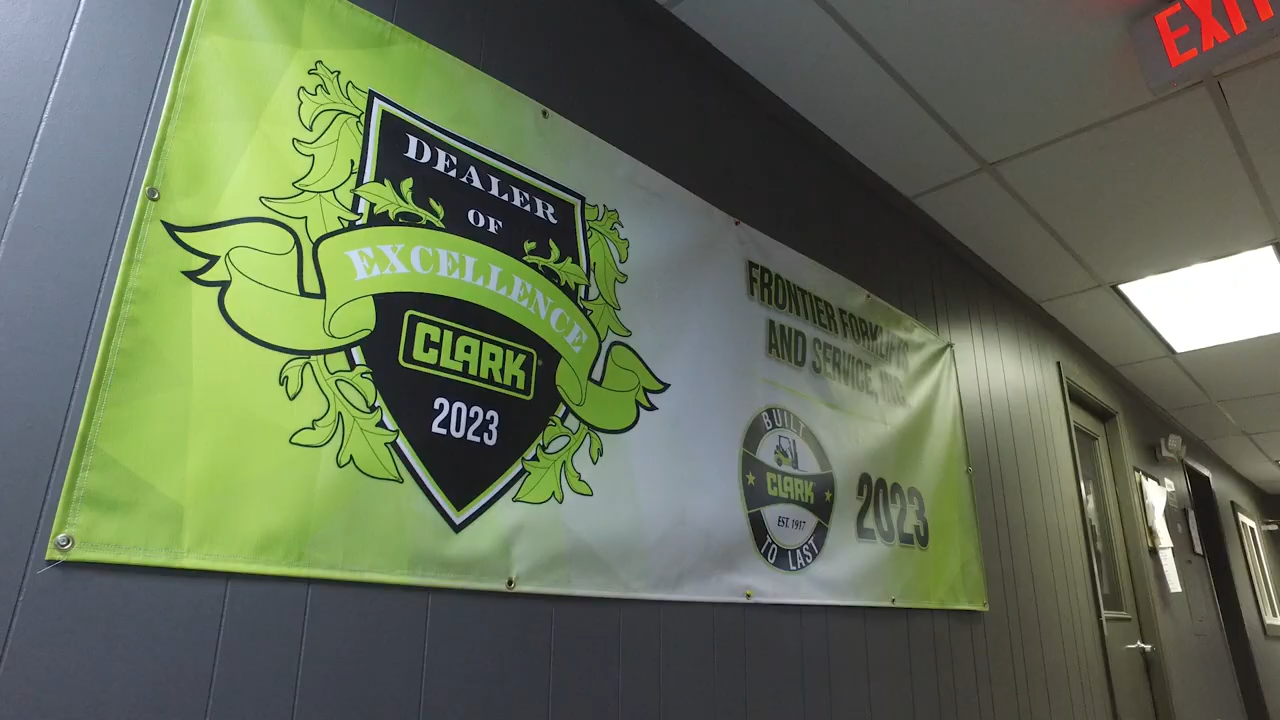 DEALER
OF
EXCELLENCE
CLARK
2023
FRONTIER FORKLIFTS
AND SERVICE, INC
BUILT
CLARK
EST. 1917
TO LAST
2023
EXIT